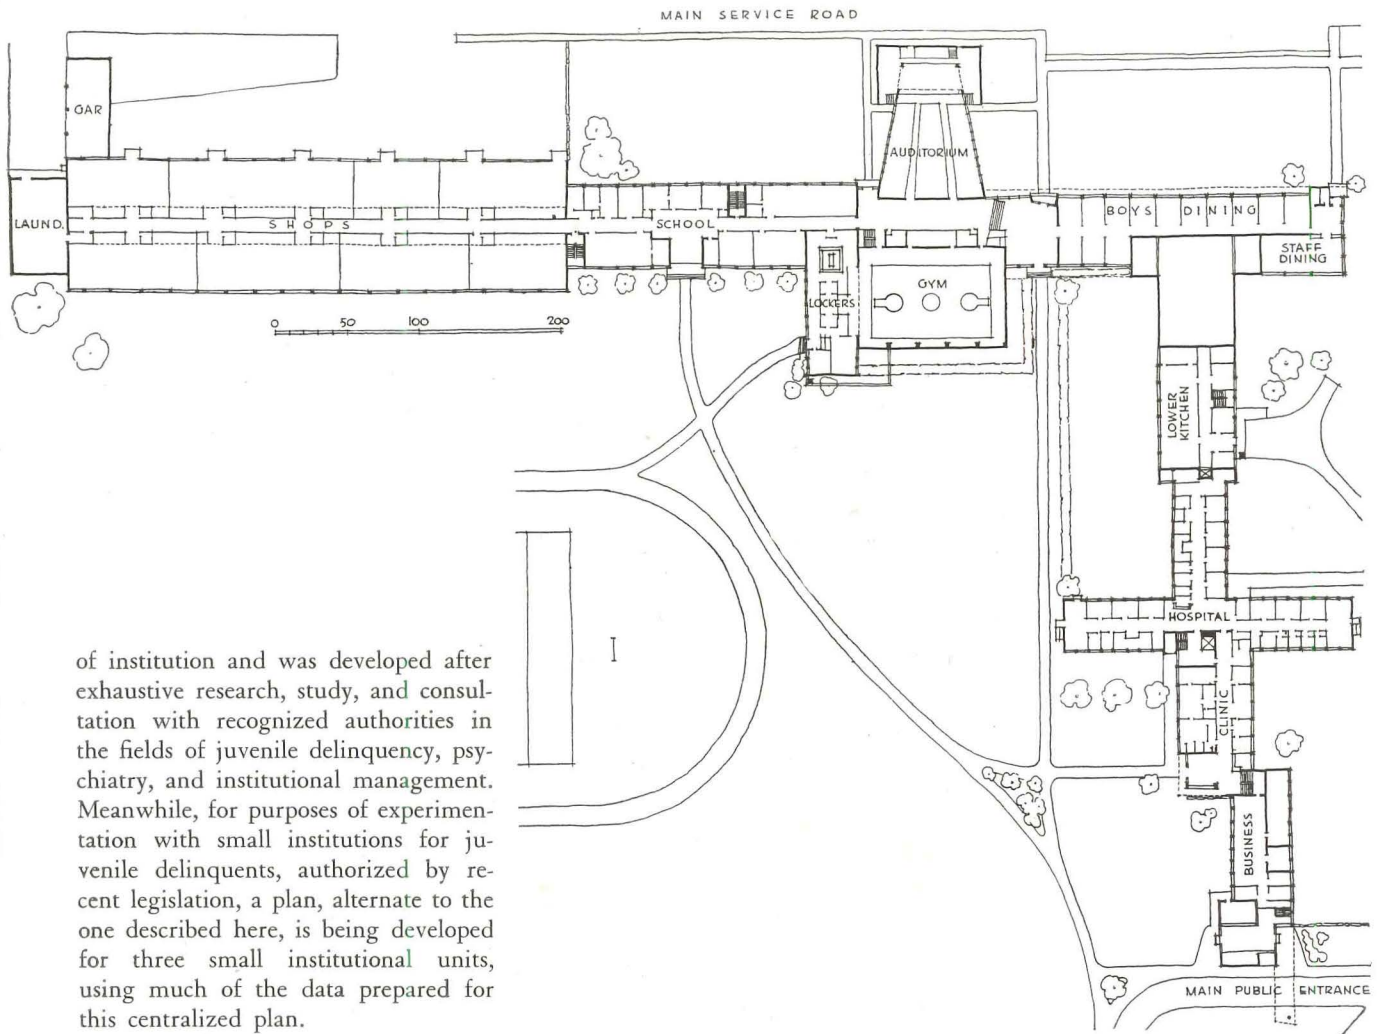 MAIN SERVICE ROAD
GAR
AUDITORIUM
LAUND.
SHOPS
SCHOOL
BOYS DINING
STAFF
DINING
GYM
LOCKERS
0 50 100 200
LOWER
KITCHEN
HOSPITAL
CLINIC
BUSINESS
MAIN PUBLIC ENTRANCE
I
of institution and was developed after
exhaustive research, study, and consul-
tation with recognized authorities in
the fields of juvenile delinquency, psy-
chiatry, and institutional management.
Meanwhile, for purposes of experimen-
tation with small institutions for ju-
venile delinquents, authorized by re-
cent legislation, a plan, alternate to the
one described here, is being developed
for three small institutional units,
using much of the data prepared for
this centralized plan.